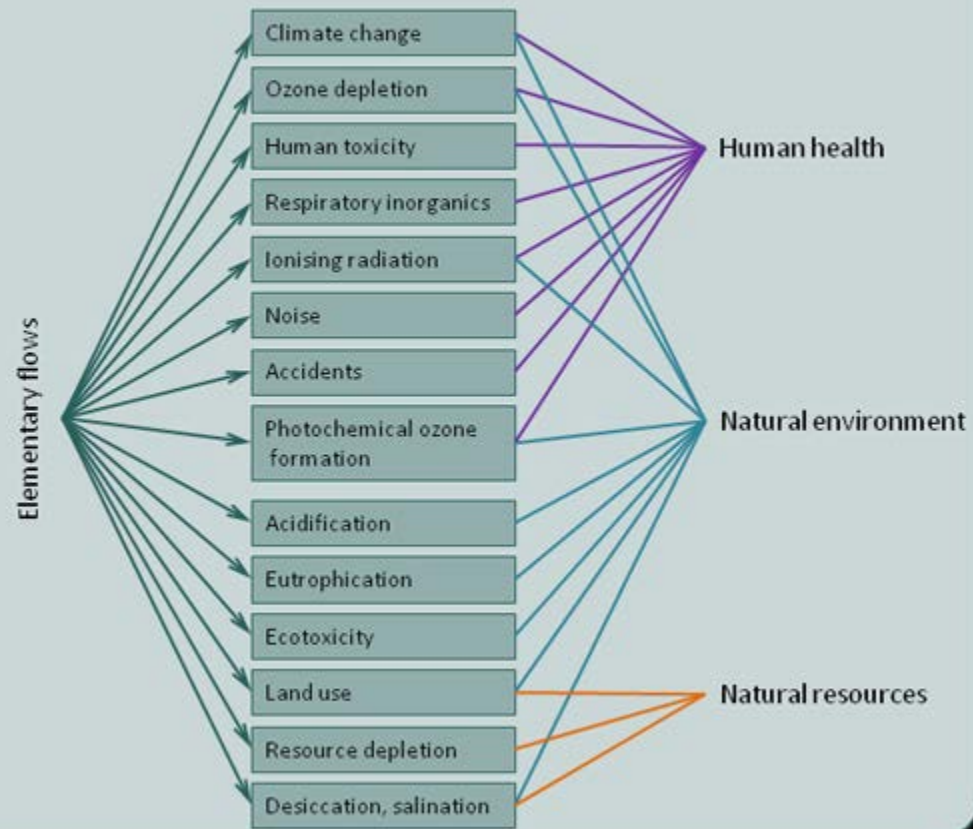 Elementary flows
Climate change
Ozone depletion
Human toxicity
Respiratory inorganics
Ionising radiation
Noise
Accidents
Photochemical ozone
formation
Acidification
Eutrophication
Ecotoxicity
Land use
Resource depletion
Desiccation, salination
Human health
Natural environment
Natural resources